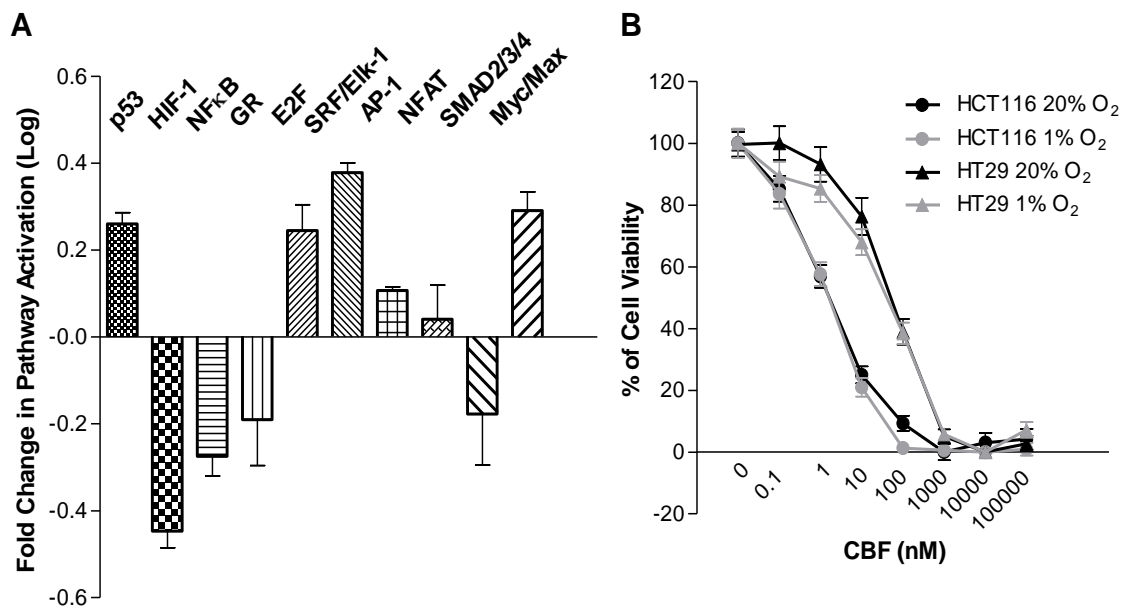 A
p53
HIF-1
NFκB
GR
E2F
SRF/Elk-1
AP-1
NFAT
SMAD2/3/4
Myc/Max
Fold Change in Pathway Activation (Log)
0.6
0.4
0.2
-0.0
-0.2
-0.4
-0.6
B
% of Cell Viability
120
100
80
60
40
20
0
-20
HCT116 20% O₂
HCT116 1% O₂
HT29 20% O₂
HT29 1% O₂
0
0.1
1
10
100
1000
10000
100000
CBF (nM)